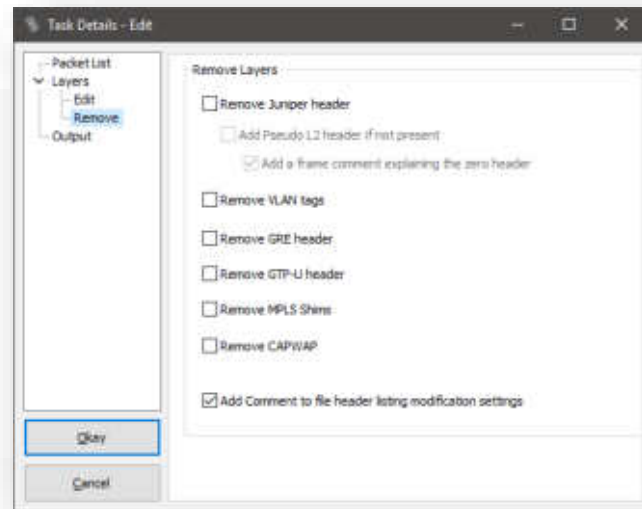 Task Details - Edit
Packet List
Layers
Edit
Remove
Output
Okay
Cancel
Remove Layers
Remove Juniper header
Add Pseudo L2 header if not present
Add a frame comment explaining the zero header
Remove VLAN tags
Remove GRE header
Remove GTP-U header
Remove MPLS Shims
Remove CAPWAP
Add Comment to file header listing modification settings